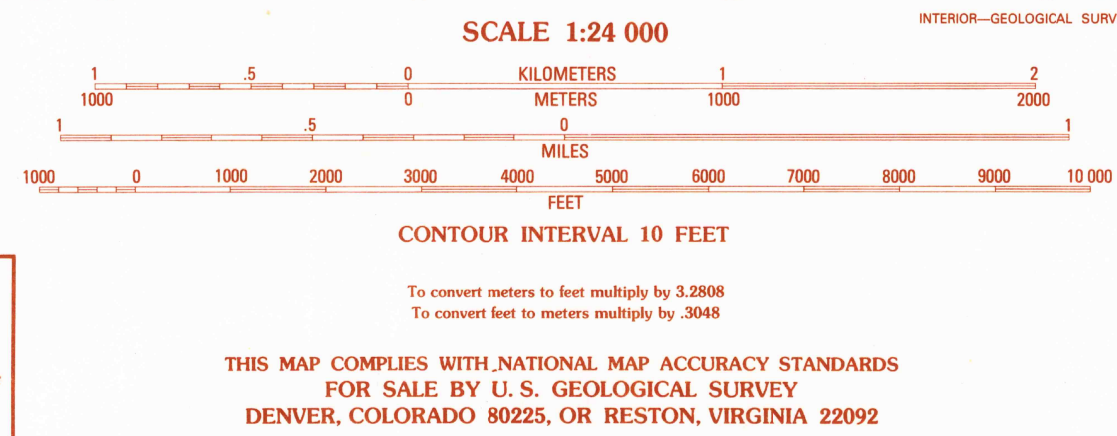 INTERIOR—GEOLOGICAL SURV
SCALE 1:24 000
1 .5 0 KILOMETERS 1 2
1000 0 METERS 1000 2000
1 .5 0 1
MILES
1000 0 1000 2000 3000 4000 5000 6000 7000 8000 9000 10 000
FEET
CONTOUR INTERVAL 10 FEET
To convert meters to feet multiply by 3.2808
To convert feet to meters multiply by .3048
THIS MAP COMPLIES WITH NATIONAL MAP ACCURACY STANDARDS
FOR SALE BY U. S. GEOLOGICAL SURVEY
DENVER, COLORADO 80225, OR RESTON, VIRGINIA 22092